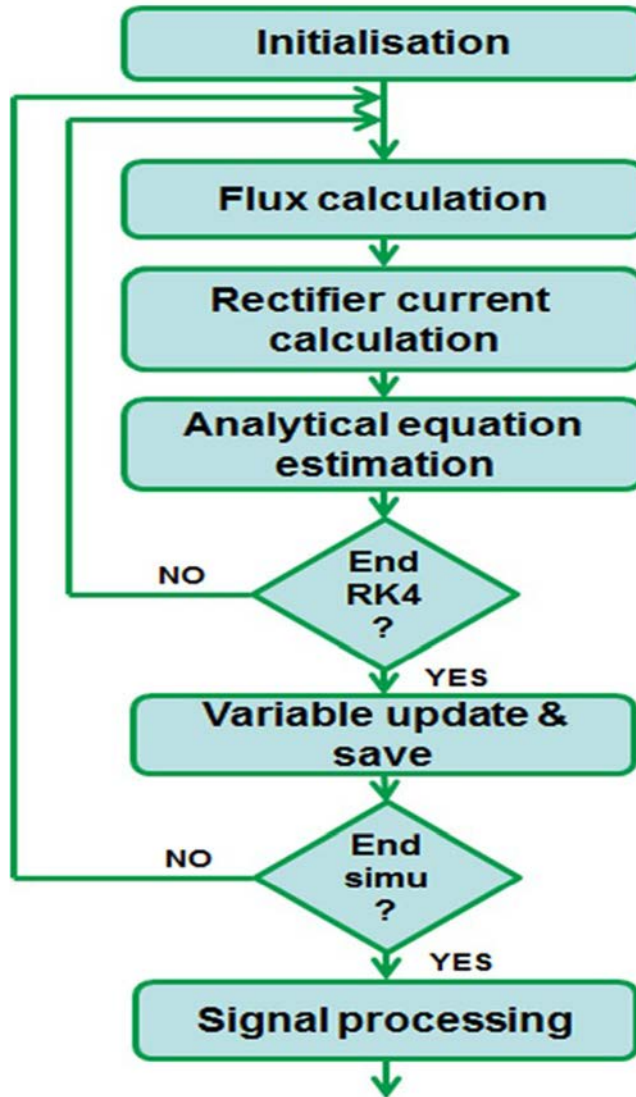 Initialisation
Flux calculation
Rectifier current
calculation
Analytical equation
estimation
End
RK4
?
NO
YES
Variable update &
save
End
simu
?
NO
YES
Signal processing